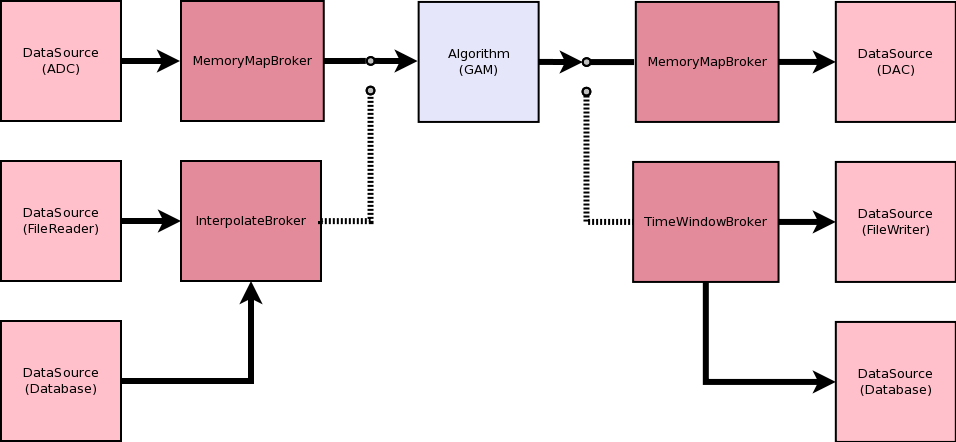 DataSource
(ADC)
MemoryMapBroker
Algorithm
(GAM)
MemoryMapBroker
DataSource
(DAC)
DataSource
(FileReader)
InterpolateBroker
TimeWindowBroker
DataSource
(FileWriter)
DataSource
(Database)
DataSource
(Database)